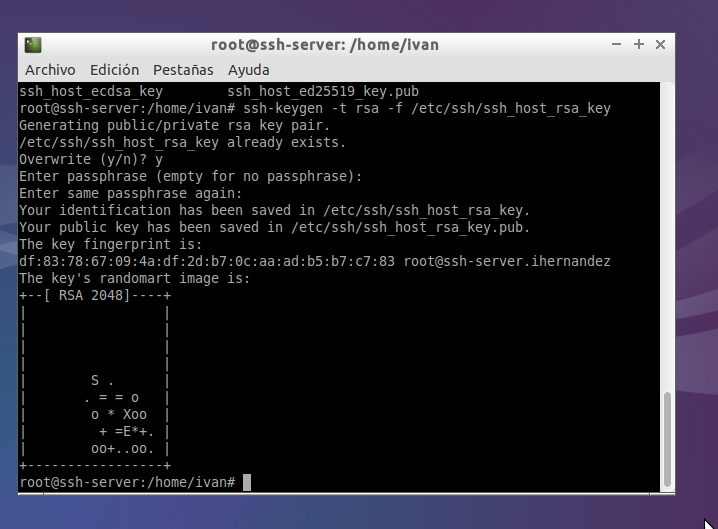 root@ssh-server: /home/ivan
Archivo Edición Pestañas Ayuda
ssh_host_ecdsa_key        ssh_host_ed25519_key.pub
root@ssh-server:/home/ivan# ssh-keygen -t rsa -f /etc/ssh/ssh_host_rsa_key
Generating public/private rsa key pair.
/etc/ssh/ssh_host_rsa_key already exists.
Overwrite (y/n)? y
Enter passphrase (empty for no passphrase):
Enter same passphrase again:
Your identification has been saved in /etc/ssh/ssh_host_rsa_key.
Your public key has been saved in /etc/ssh/ssh_host_rsa_key.pub.
The key fingerprint is:
df:83:78:67:09:4a:df:2d:b7:0c:aa:ad:b5:b7:c7:83 root@ssh-server.ihernandez
The key's randomart image is:
+--[ RSA 2048]----+
|                 |
|                 |
|                 |
|                 |
|        S .      |
|       . = = o   |
|        o * Xoo  |
|         + =E*+. |
|        oo+..oo. |
+-----------------+
root@ssh-server:/home/ivan#